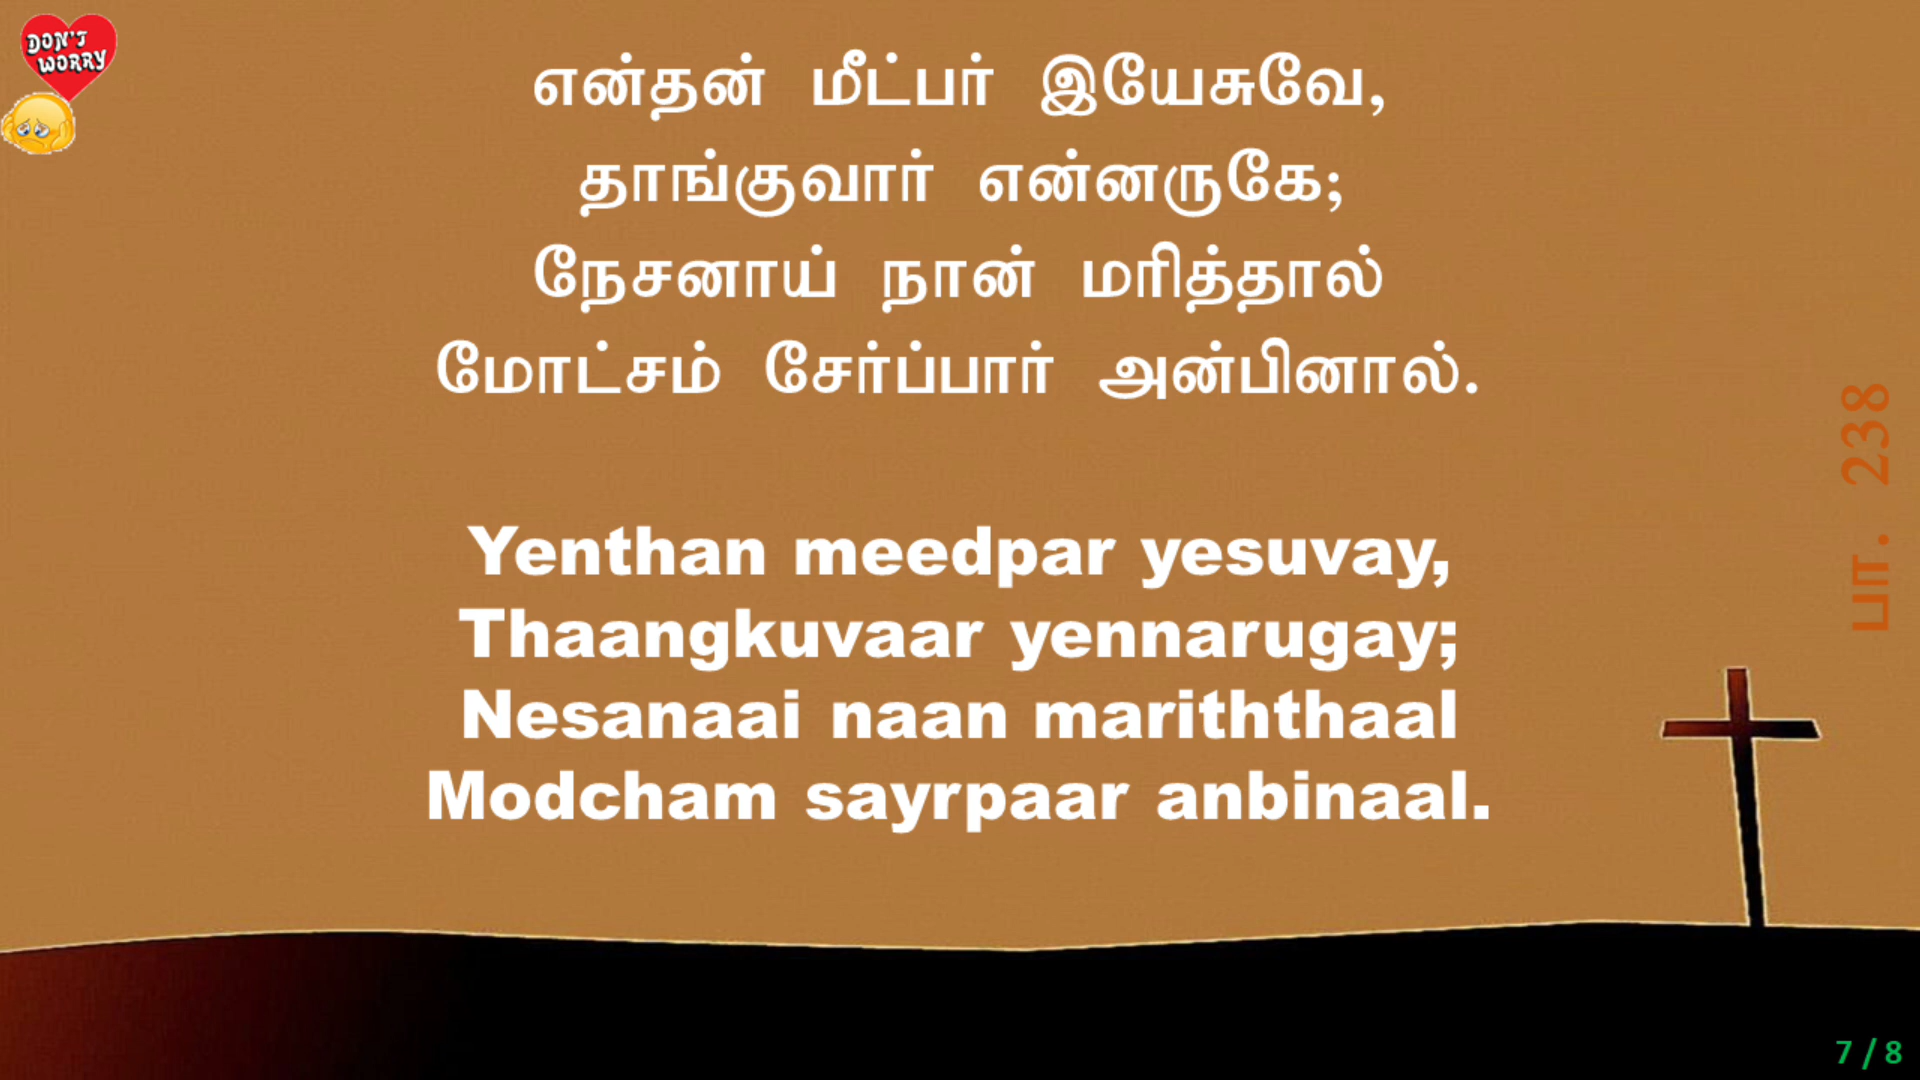 DON'T
WORRY
என்தன் மீட்பர் இயேசுவே,
தாங்குவார் என்னருகே;
நேசனாய் நான் மரித்தால்
மோட்சம் சேர்ப்பார் அன்பினால்.
Yenthan meedpar yesuvay,
Thaangkuvaar yennarugay;
Nesanaai naan mariththaal
Modcham sayrpaar anbinaal.
பா. 238
7 / 8